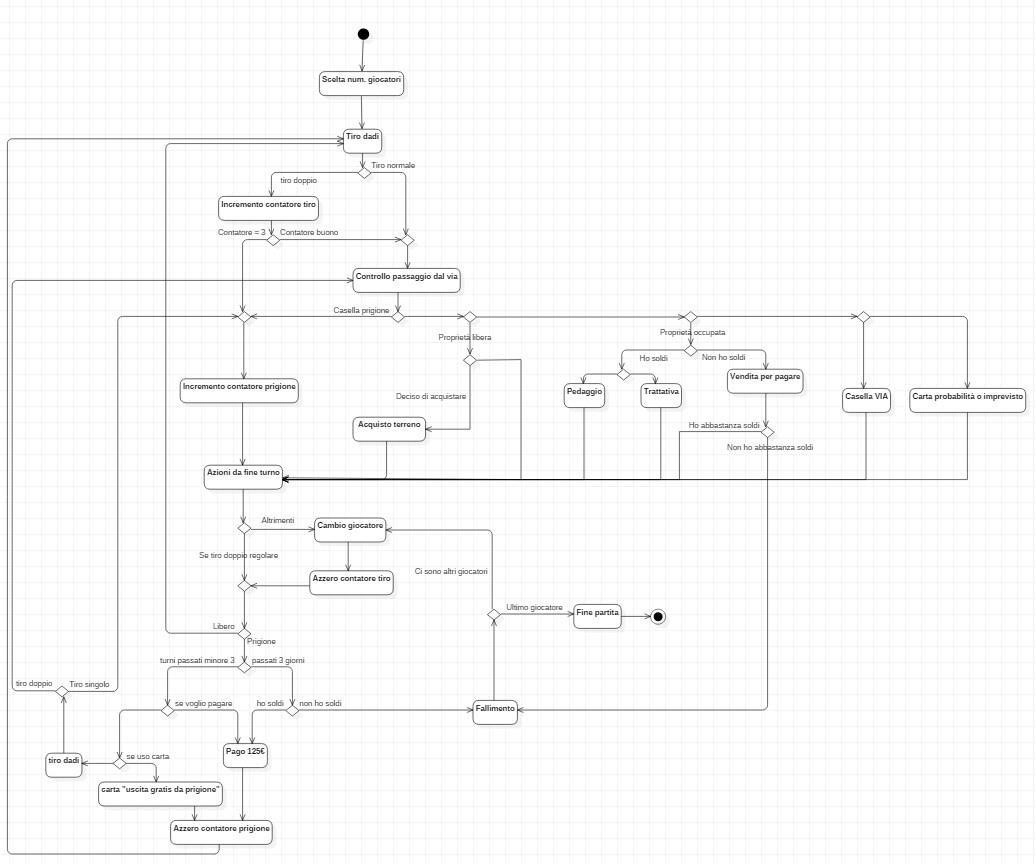 Scelta num. giocatori
Tiro dadi
Tiro normale
tiro doppio
Incremento contatore tiro
Contatore = 3
Contatore buono
Controllo passaggio dal via
Casella prigione
Proprietà libera
Proprietà occupata
Ho soldi
Non ho soldi
Vendita per pagare
Incremento contatore prigione
Pedaggio
Trattativa
Casella VIA
Carta probabilità o imprevisto
Deciso di acquistare
Acquisto terreno
Ho abbastanza soldi
Non ho abbastanza soldi
Azioni da fine turno
Altrimenti
Cambio giocatore
Se tiro doppio regolare
Ci sono altri giocatori
Azzero contatore tiro
Ultimo giocatore
Fine partita
Libero
Prigione
turni passati minore 3
passati 3 giorni
tiro doppio
Tiro singolo
se voglio pagare
ho soldi
non ho soldi
Fallimento
Pago 125€
tiro dadi
se uso carta
carta "uscita gratis da prigione"
Azzero contatore prigione